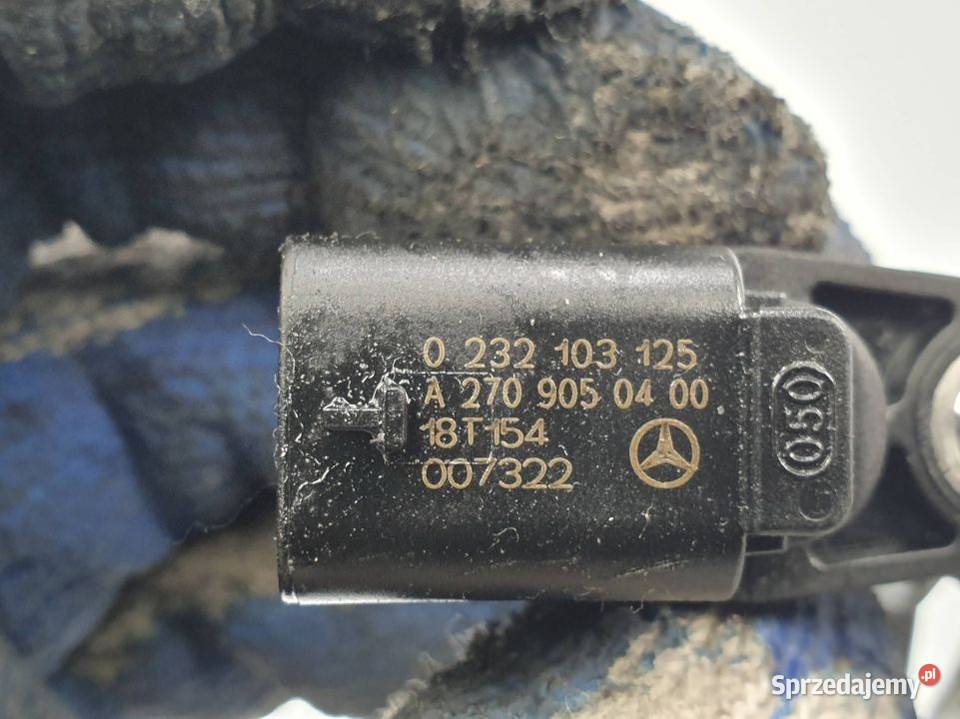 0 232 103 125
A 270 905 04 00
18T154
007322
050
Sprzedajemy.pl